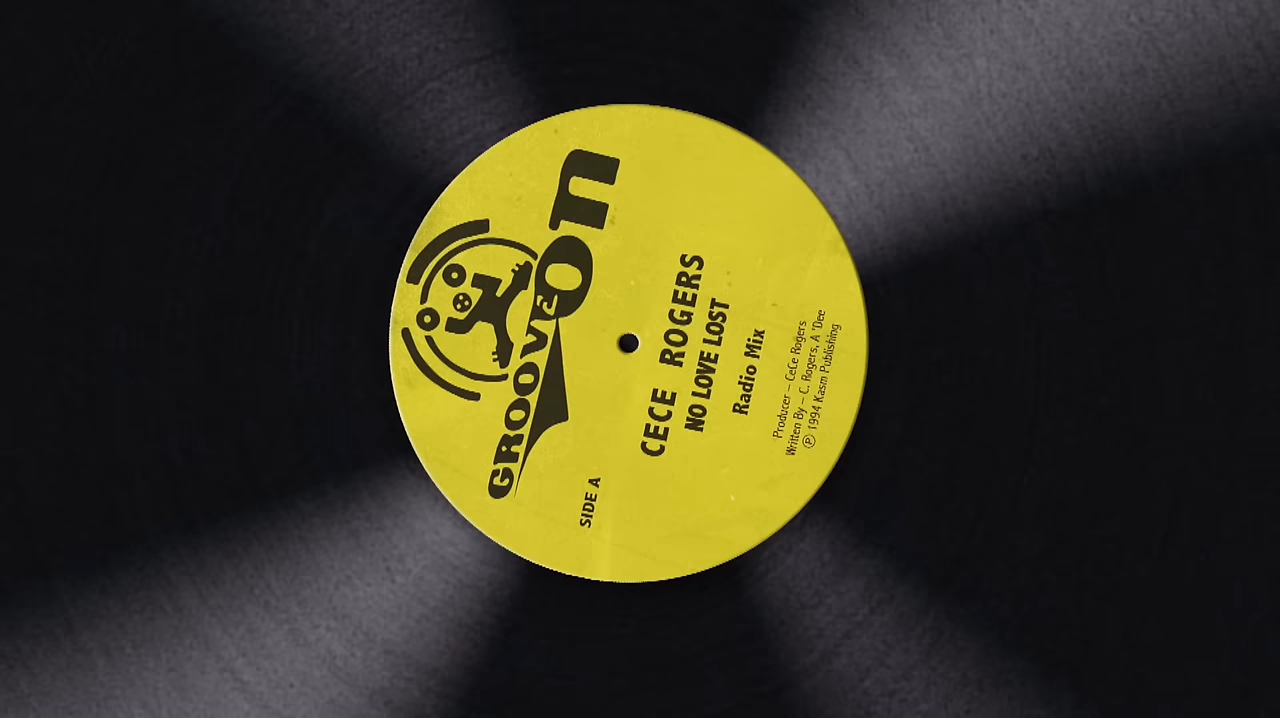 GROOVE On
SIDE A
CECE ROGERS
NO LOVE LOST
Radio Mix
Producer – CeCe Rogers
Written By – C. Rogers, A 'Dee
℗ 1994 Kasm Publishing